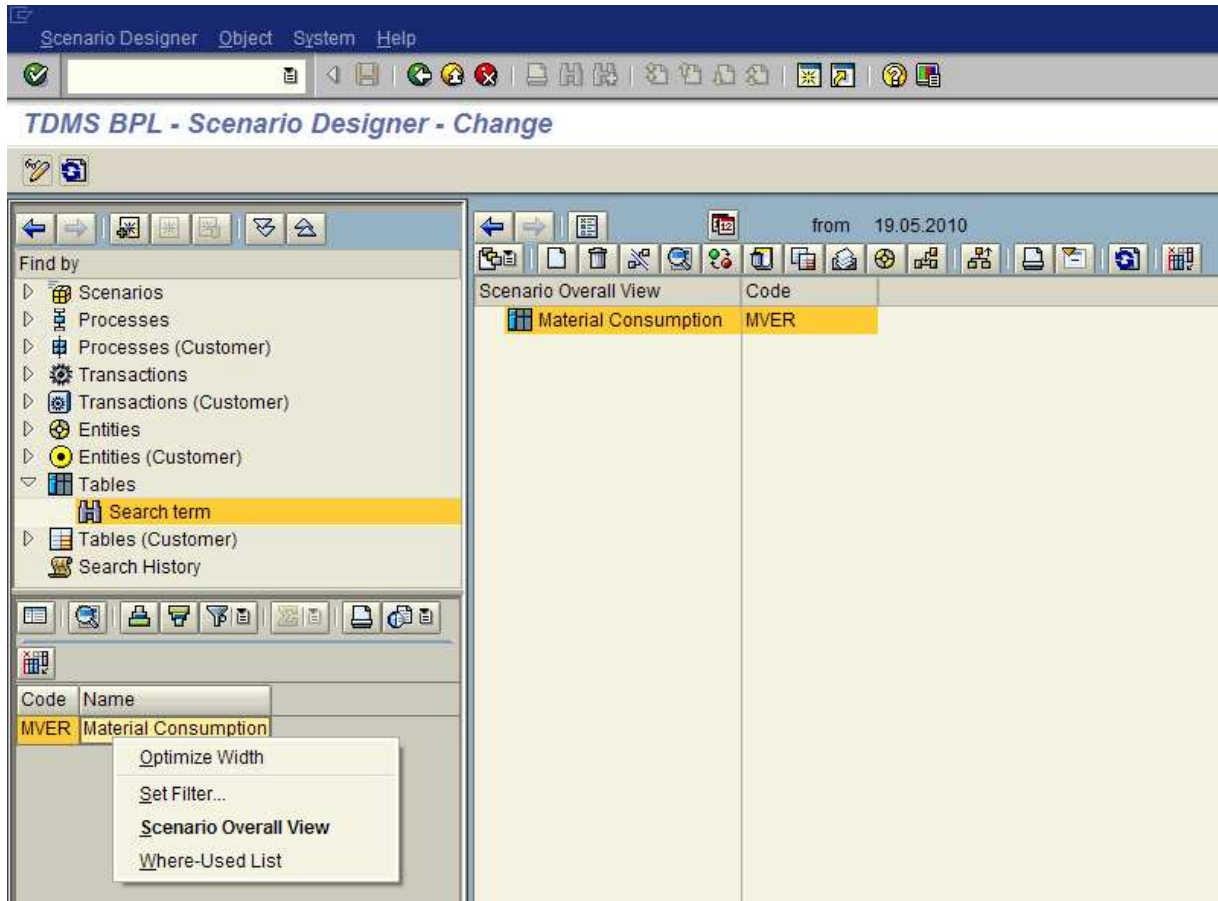 Scenario Designer Object System Help
TDMS BPL - Scenario Designer - Change
from 19.05.2010
Find by
Scenarios
Processes
Processes (Customer)
Transactions
Transactions (Customer)
Entities
Entities (Customer)
Tables
Search term
Tables (Customer)
Search History
Scenario Overall View Code
Material Consumption MVER
Code Name
MVER Material Consumption
Optimize Width
Set Filter...
Scenario Overall View
Where-Used List